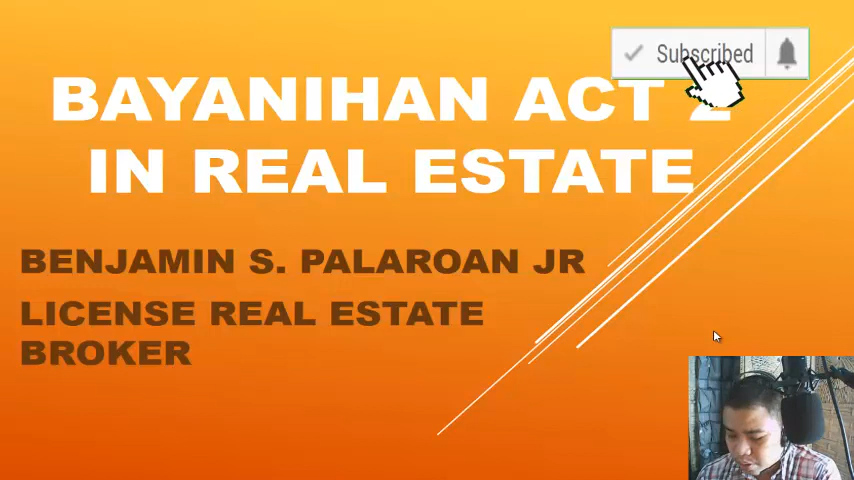 Subscribed
BAYANIHAN ACT 2
IN REAL ESTATE
BENJAMIN S. PALAROAN JR
LICENSE REAL ESTATE
BROKER